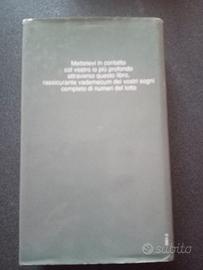 Mettetevi in contatto
col vostro io più profondo
attraverso questo libro,
rassicurante vademecum dei vostri sogni
completo di numeri del lotto
subito